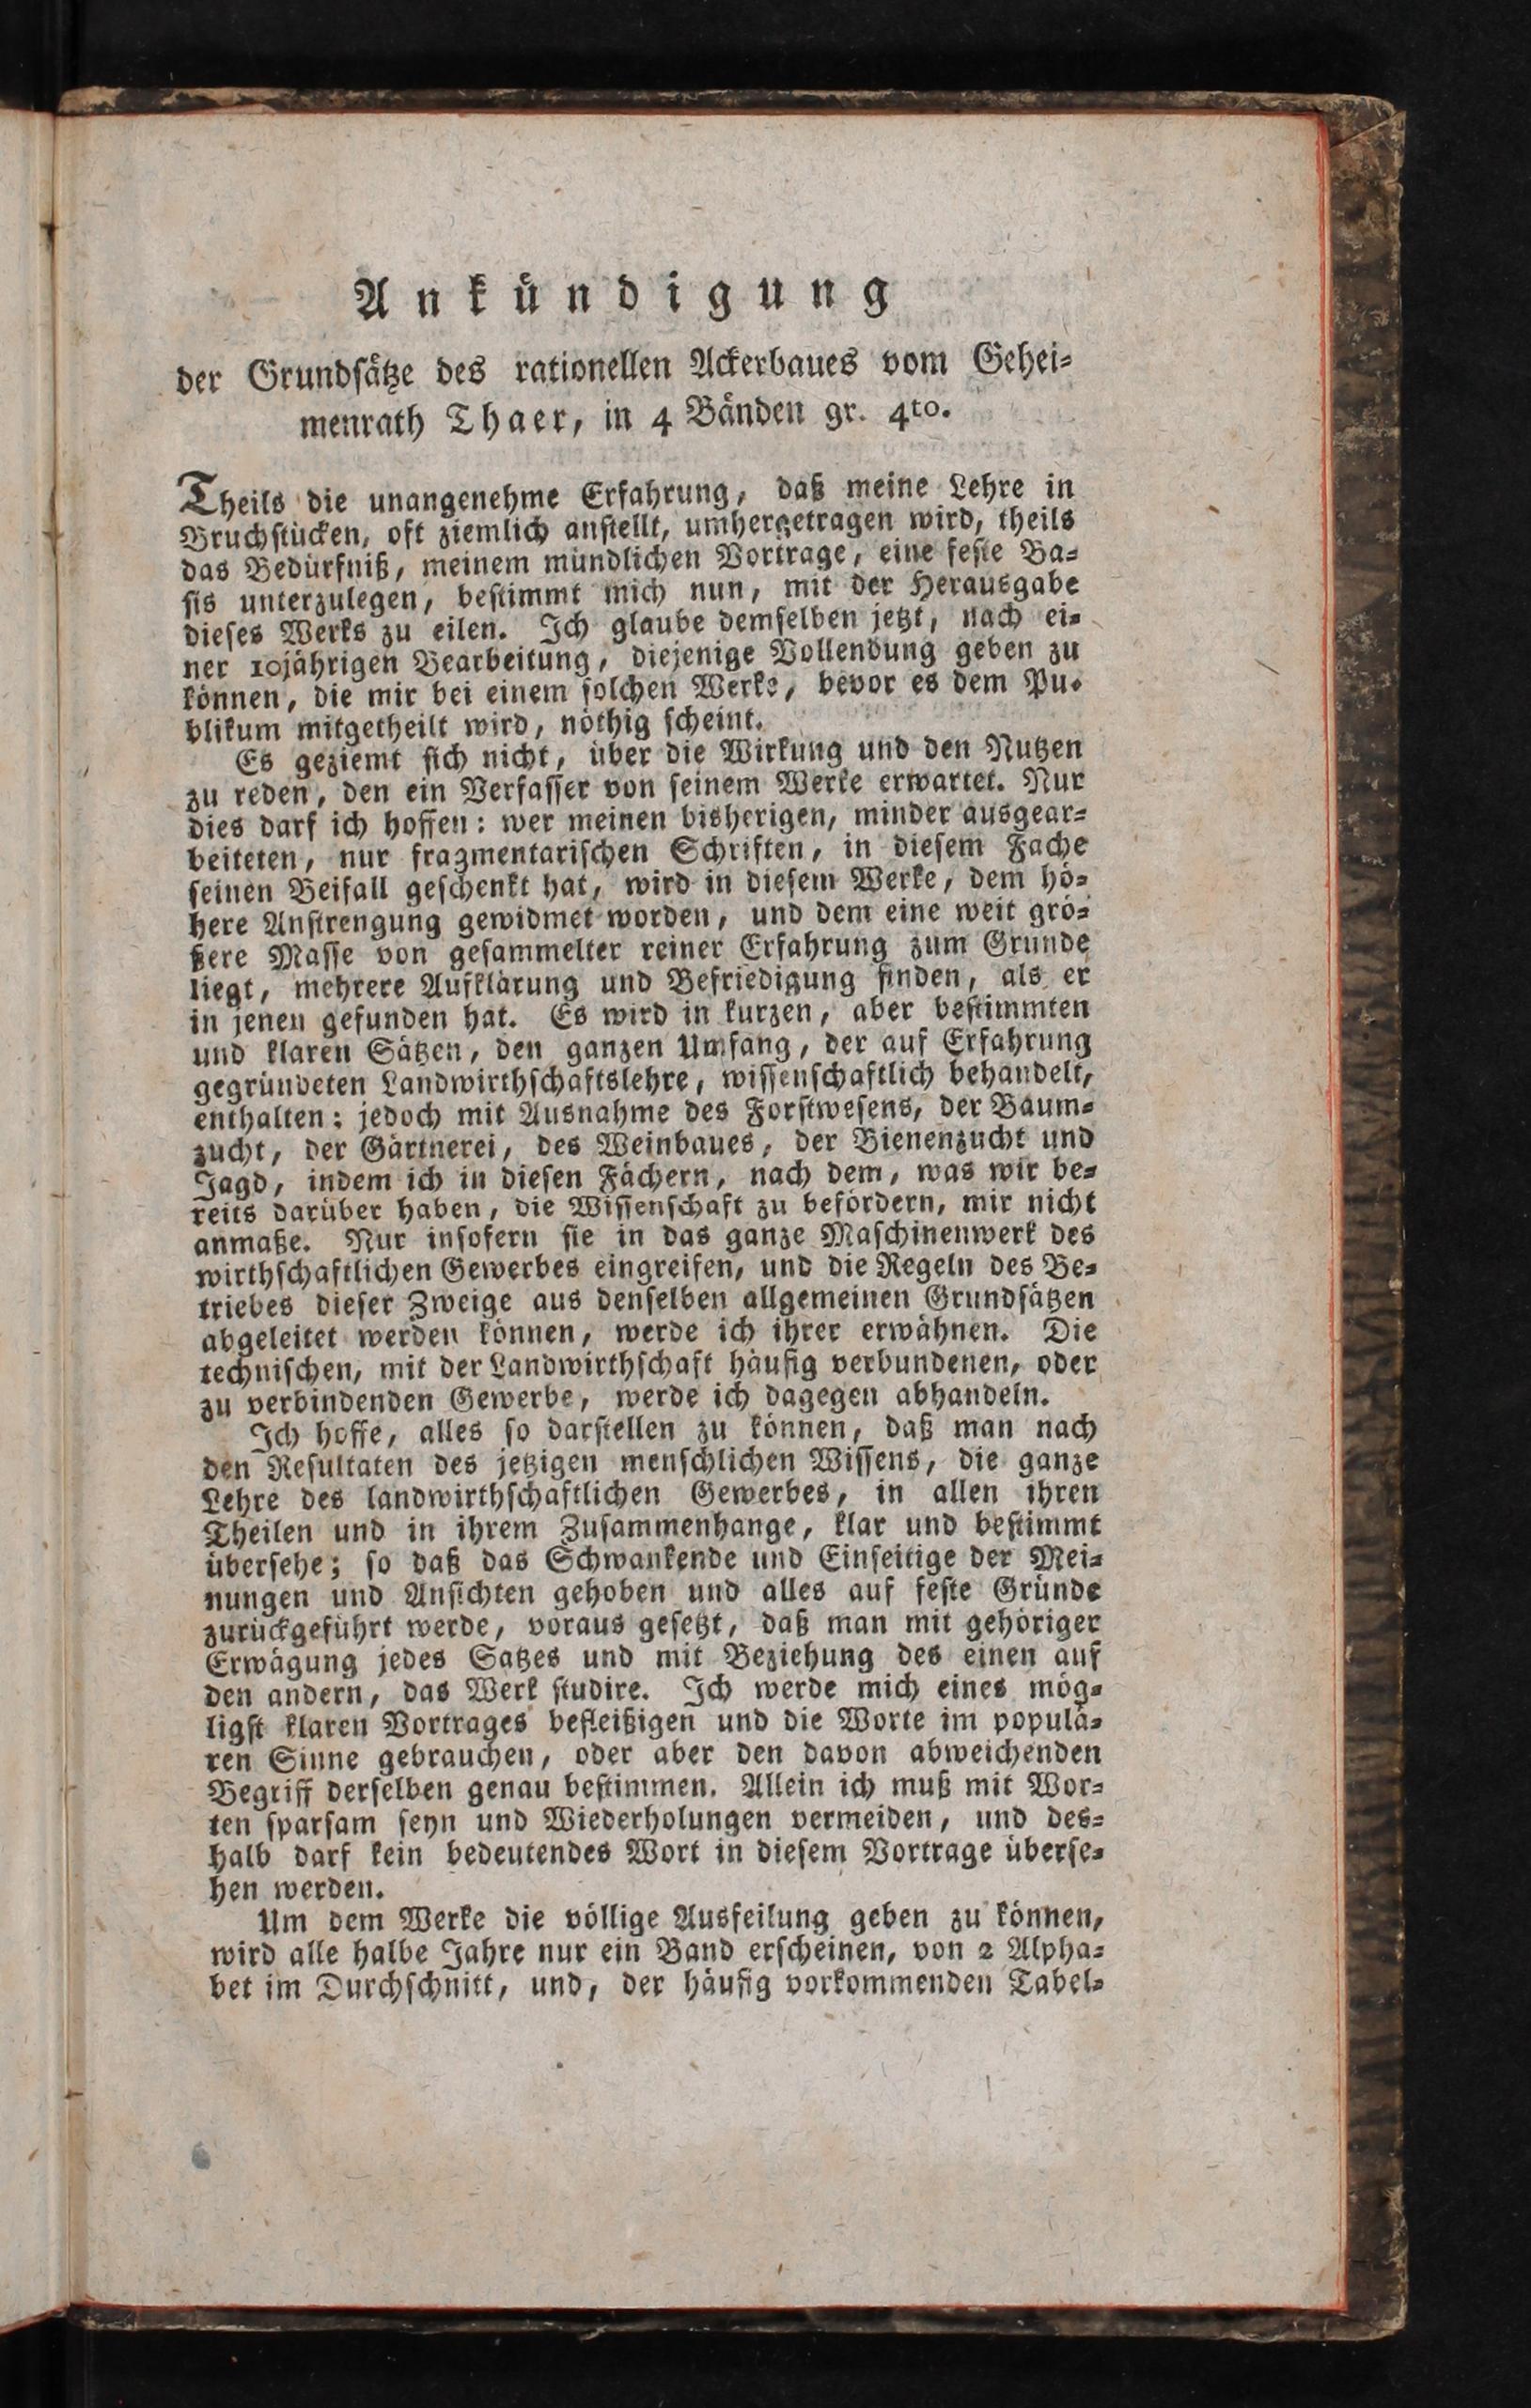 Ankündigung
der Grundsätze des rationellen Ackerbaues vom Gehei-
menrath Thaer, in 4 Bänden gr. 4to.
Theils die unangenehme Erfahrung, daß meine Lehre in
Bruchstücken, oft ziemlich anstellt, umhergetragen wird, theils
das Bedürfniß, meinem mündlichen Vortrage, eine feste Ba-
sis unterzulegen, bestimmt mich nun, mit der Herausgabe
dieses Werks zu eilen. Ich glaube demselben jetzt, nach ei-
ner 10jährigen Bearbeitung, diejenige Vollendung geben zu
können, die mir bei einem solchen Werke, bevor es dem Pu-
blikum mitgetheilt wird, nöthig scheint.
Es geziemt sich nicht, über die Wirkung und den Nutzen
zu reden, den ein Verfasser von seinem Werke erwartet. Nur
dies darf ich hoffen: wer meinen bisherigen, minder ausgear-
beiteten, nur fragmentarischen Schriften, in diesem Fache
seinen Beifall geschenkt hat, wird in diesem Werke, dem hö-
here Anstrengung gewidmet worden, und dem eine weit grö-
ßere Masse von gesammelter reiner Erfahrung zum Grunde
liegt, mehrere Aufklärung und Befriedigung finden, als er
in jenen gefunden hat. Es wird in kurzen, aber bestimmten
und klaren Sätzen, den ganzen Umfang, der auf Erfahrung
gegründeten Landwirthschaftslehre, wissenschaftlich behandelt,
enthalten; jedoch mit Ausnahme des Forstwesens, der Baum-
zucht, der Gärtnerei, des Weinbaues, der Bienenzucht und
Jagd, indem ich in diesen Fächern, nach dem, was wir be-
reits darüber haben, die Wissenschaft zu befördern, mir nicht
anmaße. Nur insofern sie in das ganze Maschinenwerk des
wirthschaftlichen Gewerbes eingreifen, und die Regeln des Be-
triebes dieser Zweige aus denselben allgemeinen Grundsätzen
abgeleitet werden können, werde ich ihrer erwähnen. Die
technischen, mit der Landwirthschaft häufig verbundenen, oder
zu verbindenden Gewerbe, werde ich dagegen abhandeln.
Ich hoffe, alles so darstellen zu können, daß man nach
den Resultaten des jetzigen menschlichen Wissens, die ganze
Lehre des landwirthschaftlichen Gewerbes, in allen ihren
Theilen und in ihrem Zusammenhange, klar und bestimmt
übersehe; so daß das Schwankende und Einseitige der Mei-
nungen und Ansichten gehoben und alles auf feste Gründe
zurückgeführt werde, voraus gesetzt, daß man mit gehöriger
Erwägung jedes Satzes und mit Beziehung des einen auf
den andern, das Werk studire. Ich werde mich eines mög-
ligst klaren Vortrages befleißigen und die Worte im populä-
ren Sinne gebrauchen, oder aber den davon abweichenden
Begriff derselben genau bestimmen. Allein ich muß mit Wor-
ten sparsam seyn und Wiederholungen vermeiden, und des-
halb darf kein bedeutendes Wort in diesem Vortrage überse-
hen werden.
Um dem Werke die völlige Ausfeilung geben zu können,
wird alle halbe Jahre nur ein Band erscheinen, von 2 Alpha-
bet im Durchschnitt, und, der häufig vorkommenden Tabel-